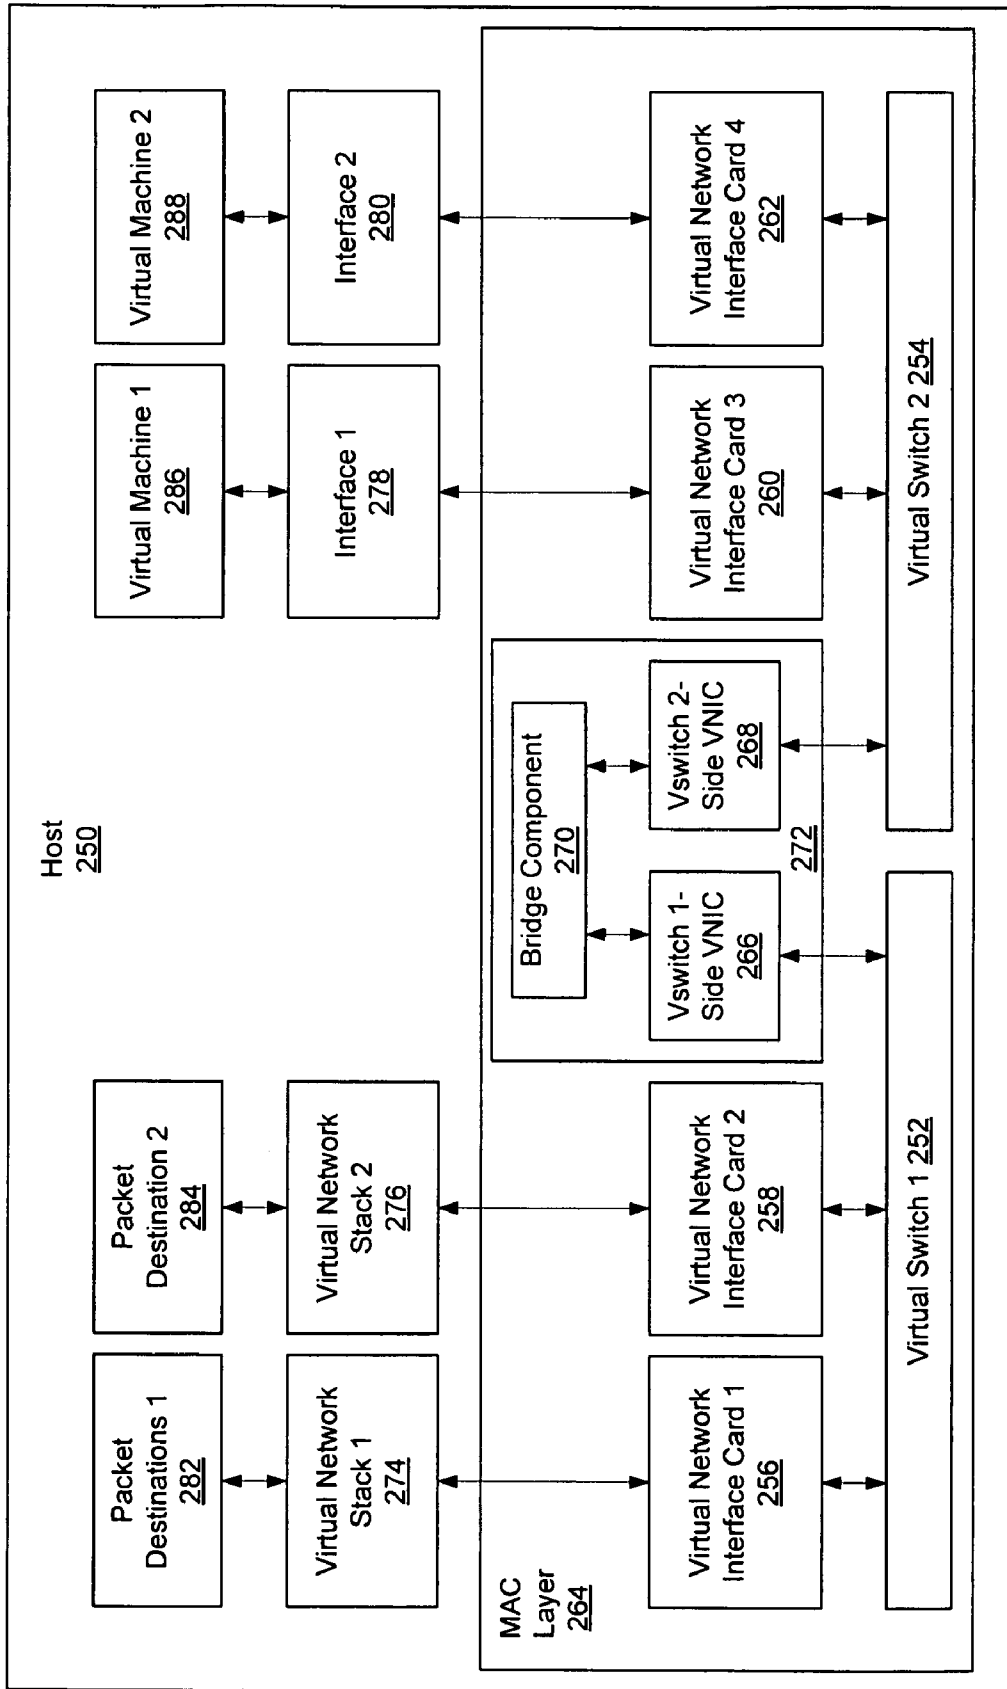 Host
250
Packet
Destinations 1
282
Packet
Destination 2
284
Virtual Machine 1
286
Virtual Machine 2
288
Virtual Network
Stack 1
274
Virtual Network
Stack 2
276
Interface 1
278
Interface 2
280
MAC
Layer
264
Bridge Component
270
Virtual Network
Interface Card 1
256
Virtual Network
Interface Card 2
258
Vswitch 1-
Side VNIC
266
Vswitch 2-
Side VNIC
268
272
Virtual Network
Interface Card 3
260
Virtual Network
Interface Card 4
262
Virtual Switch 1 252
Virtual Switch 2 254